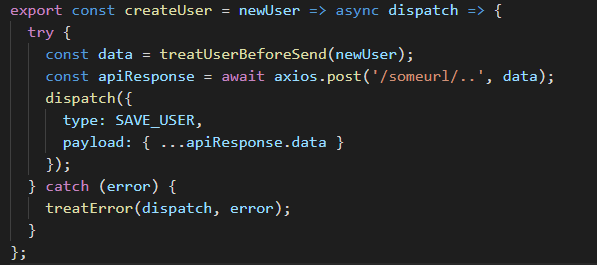 export const createUser = newUser => async dispatch => {
  try {
    const data = treatUserBeforeSend(newUser);
    const apiResponse = await axios.post('/someurl/..', data);
    dispatch({
      type: SAVE_USER,
      payload: { ...apiResponse.data }
    });
  } catch (error) {
    treatError(dispatch, error);
  }
};